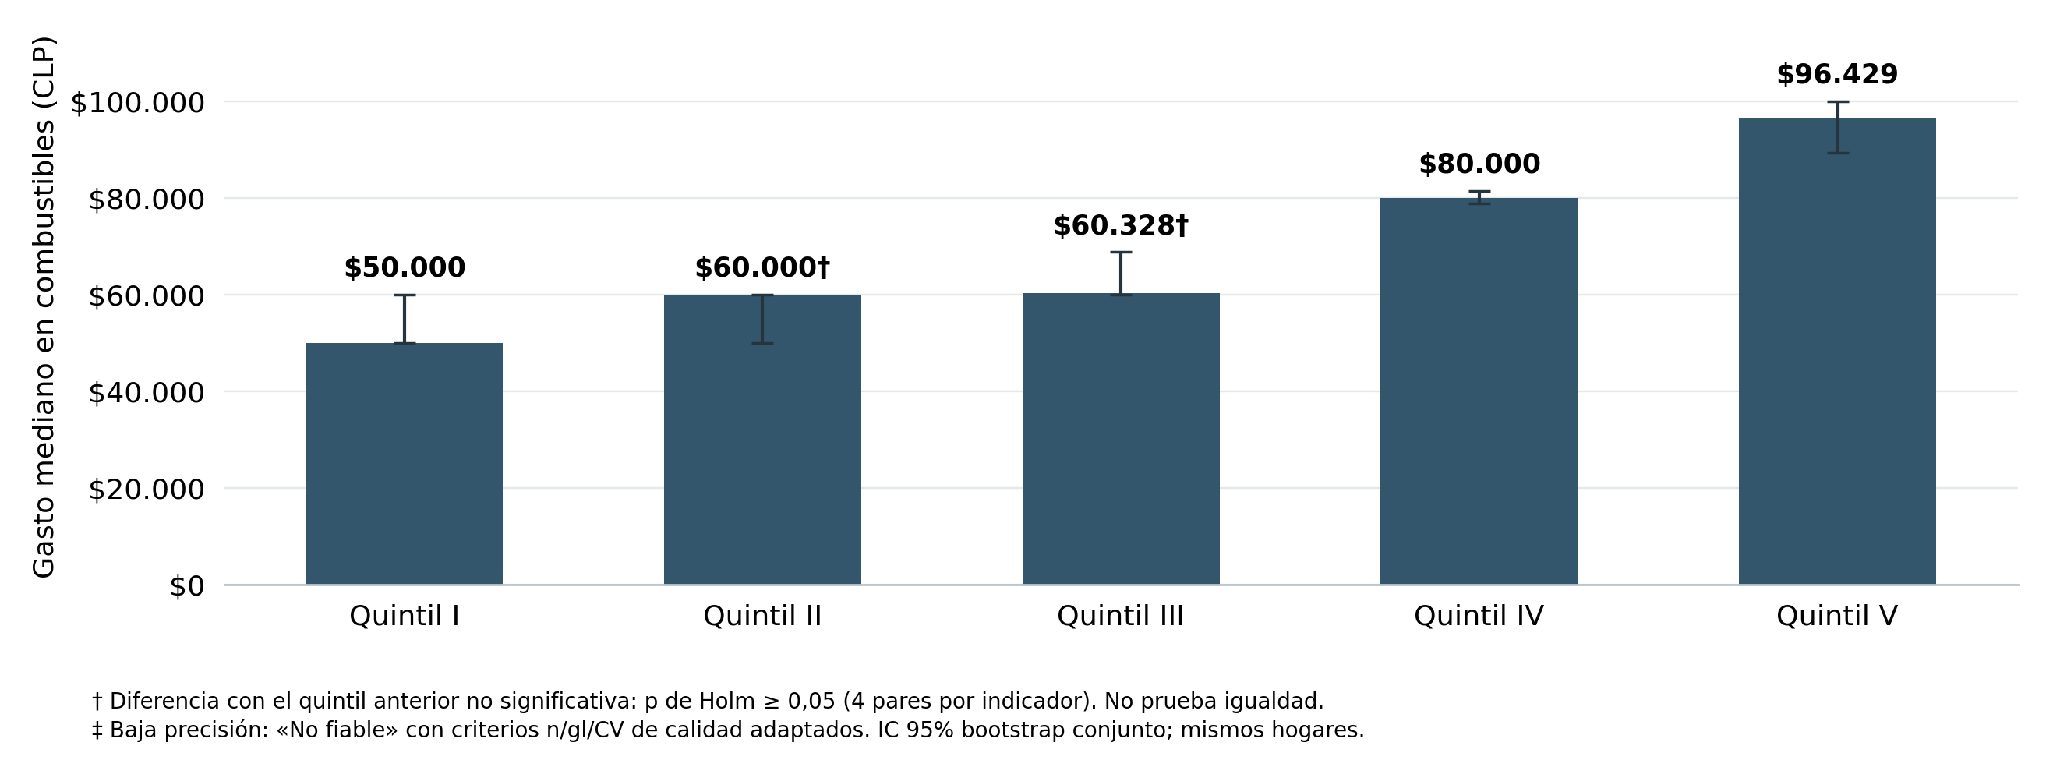 Gasto mediano en combustibles (CLP)
$100.000
$80.000
$60.000
$40.000
$20.000
$0
$50.000
$60.000†
$60.328†
$80.000
$96.429
Quintil I
Quintil II
Quintil III
Quintil IV
Quintil V
† Diferencia con el quintil anterior no significativa: p de Holm ≥ 0,05 (4 pares por indicador). No prueba igualdad.
‡ Baja precisión: «No fiable» con criterios n/gl/CV de calidad adaptados. IC 95% bootstrap conjunto; mismos hogares.